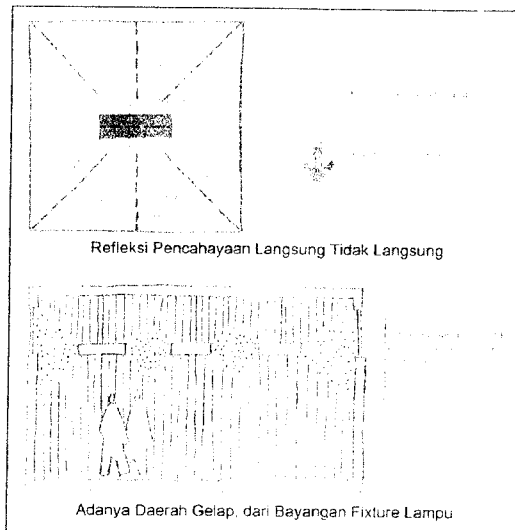 Refleksi Pencahayaan Langsung Tidak Langsung
Adanya Daerah Gelap, dari Bayangan Fixture Lampu